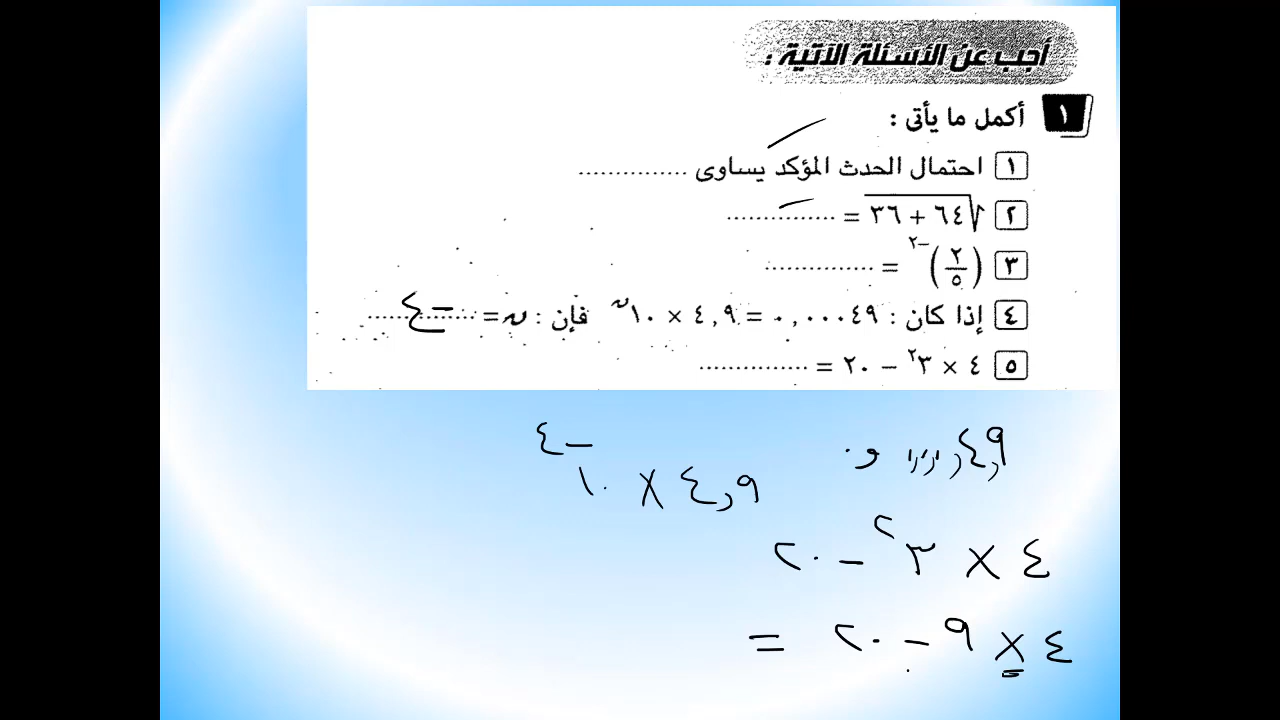 أجب عن الأسئلة الآتية :
١ أكمل ما يأتى :
١ احتمال الحدث المؤكد يساوى ...............
٢ √(٦٤ + ٣٦) = ...............
٣ (٢/٥)^-٢ = ...............
٤ إذا كان : ٠,٠٠٠٤٩ = ٤,٩ × ١٠^ن فإن : ن = -٤
٥ ٤ × ٣^٢ - ٢٠ = ...............
٤,٩ × ١٠^-٤
٤ × ٣^٢ - ٢٠
٤ × ٩ - ٢٠ =